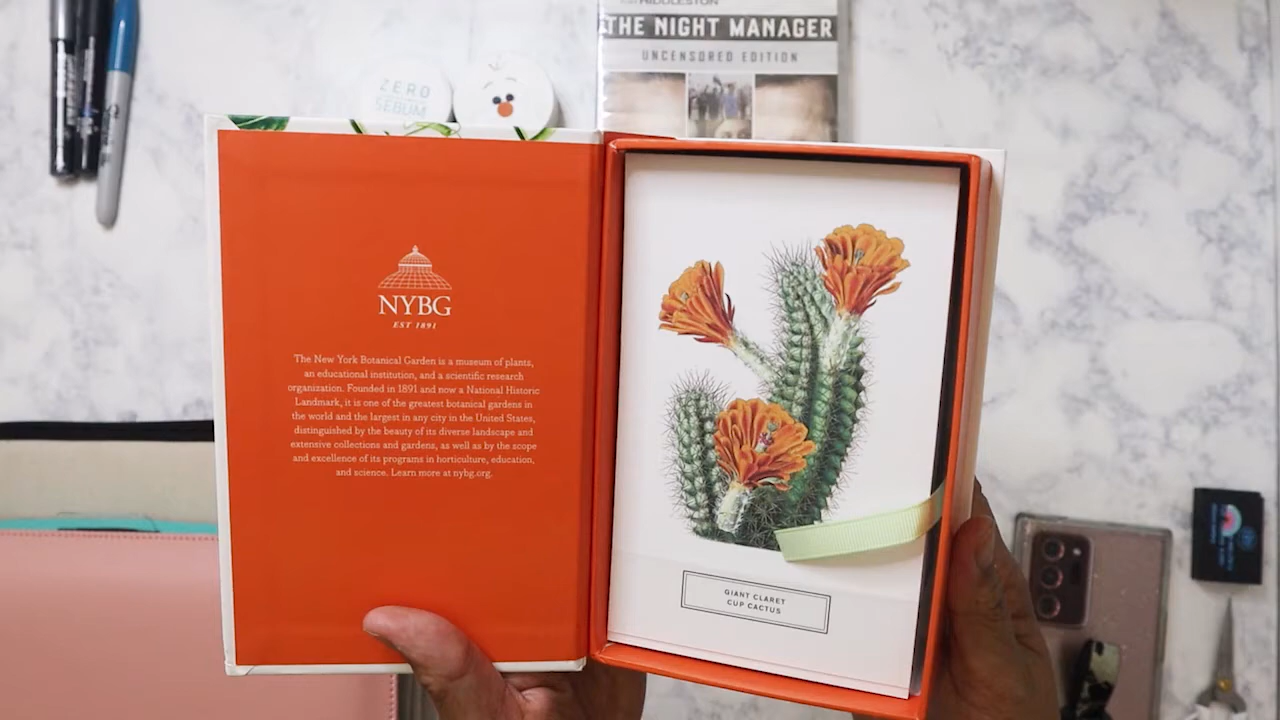 HIDDLESTON
THE NIGHT MANAGER
UNCENSORED EDITION
ZERO
SEBUM
NYBG
EST 1891
The New York Botanical Garden is a museum of plants,
an educational institution, and a scientific research
organization. Founded in 1891 and now a National Historic
Landmark, it is one of the greatest botanical gardens in
the world and the largest in any city in the United States,
distinguished by the beauty of its diverse landscape and
extensive collections and gardens, as well as by the scope
and excellence of its programs in horticulture, education,
and science. Learn more at nybg.org.
GIANT CLARET
CUP CACTUS